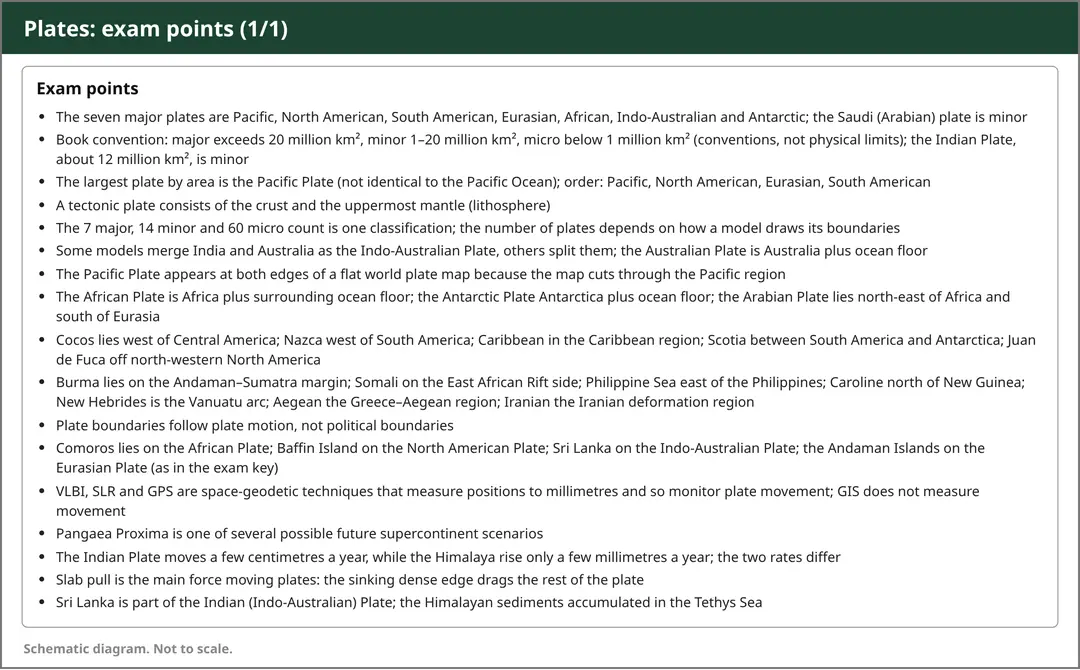 Plates: exam points (1/1)
Exam points
• The seven major plates are Pacific, North American, South American, Eurasian, African, Indo-Australian and Antarctic; the Saudi (Arabian) plate is minor
• Book convention: major exceeds 20 million km², minor 1–20 million km², micro below 1 million km² (conventions, not physical limits); the Indian Plate,
about 12 million km², is minor
• The largest plate by area is the Pacific Plate (not identical to the Pacific Ocean); order: Pacific, North American, Eurasian, South American
• A tectonic plate consists of the crust and the uppermost mantle (lithosphere)
• The 7 major, 14 minor and 60 micro count is one classification; the number of plates depends on how a model draws its boundaries
• Some models merge India and Australia as the Indo-Australian Plate, others split them; the Australian Plate is Australia plus ocean floor
• The Pacific Plate appears at both edges of a flat world plate map because the map cuts through the Pacific region
• The African Plate is Africa plus surrounding ocean floor; the Antarctic Plate Antarctica plus ocean floor; the Arabian Plate lies north-east of Africa and
south of Eurasia
• Cocos lies west of Central America; Nazca west of South America; Caribbean in the Caribbean region; Scotia between South America and Antarctica; Juan
de Fuca off north-western North America
• Burma lies on the Andaman–Sumatra margin; Somali on the East African Rift side; Philippine Sea east of the Philippines; Caroline north of New Guinea;
New Hebrides is the Vanuatu arc; Aegean the Greece–Aegean region; Iranian the Iranian deformation region
• Plate boundaries follow plate motion, not political boundaries
• Comoros lies on the African Plate; Baffin Island on the North American Plate; Sri Lanka on the Indo-Australian Plate; the Andaman Islands on the
Eurasian Plate (as in the exam key)
• VLBI, SLR and GPS are space-geodetic techniques that measure positions to millimetres and so monitor plate movement; GIS does not measure
movement
• Pangaea Proxima is one of several possible future supercontinent scenarios
• The Indian Plate moves a few centimetres a year, while the Himalaya rise only a few millimetres a year; the two rates differ
• Slab pull is the main force moving plates: the sinking dense edge drags the rest of the plate
• Sri Lanka is part of the Indian (Indo-Australian) Plate; the Himalayan sediments accumulated in the Tethys Sea
Schematic diagram. Not to scale.